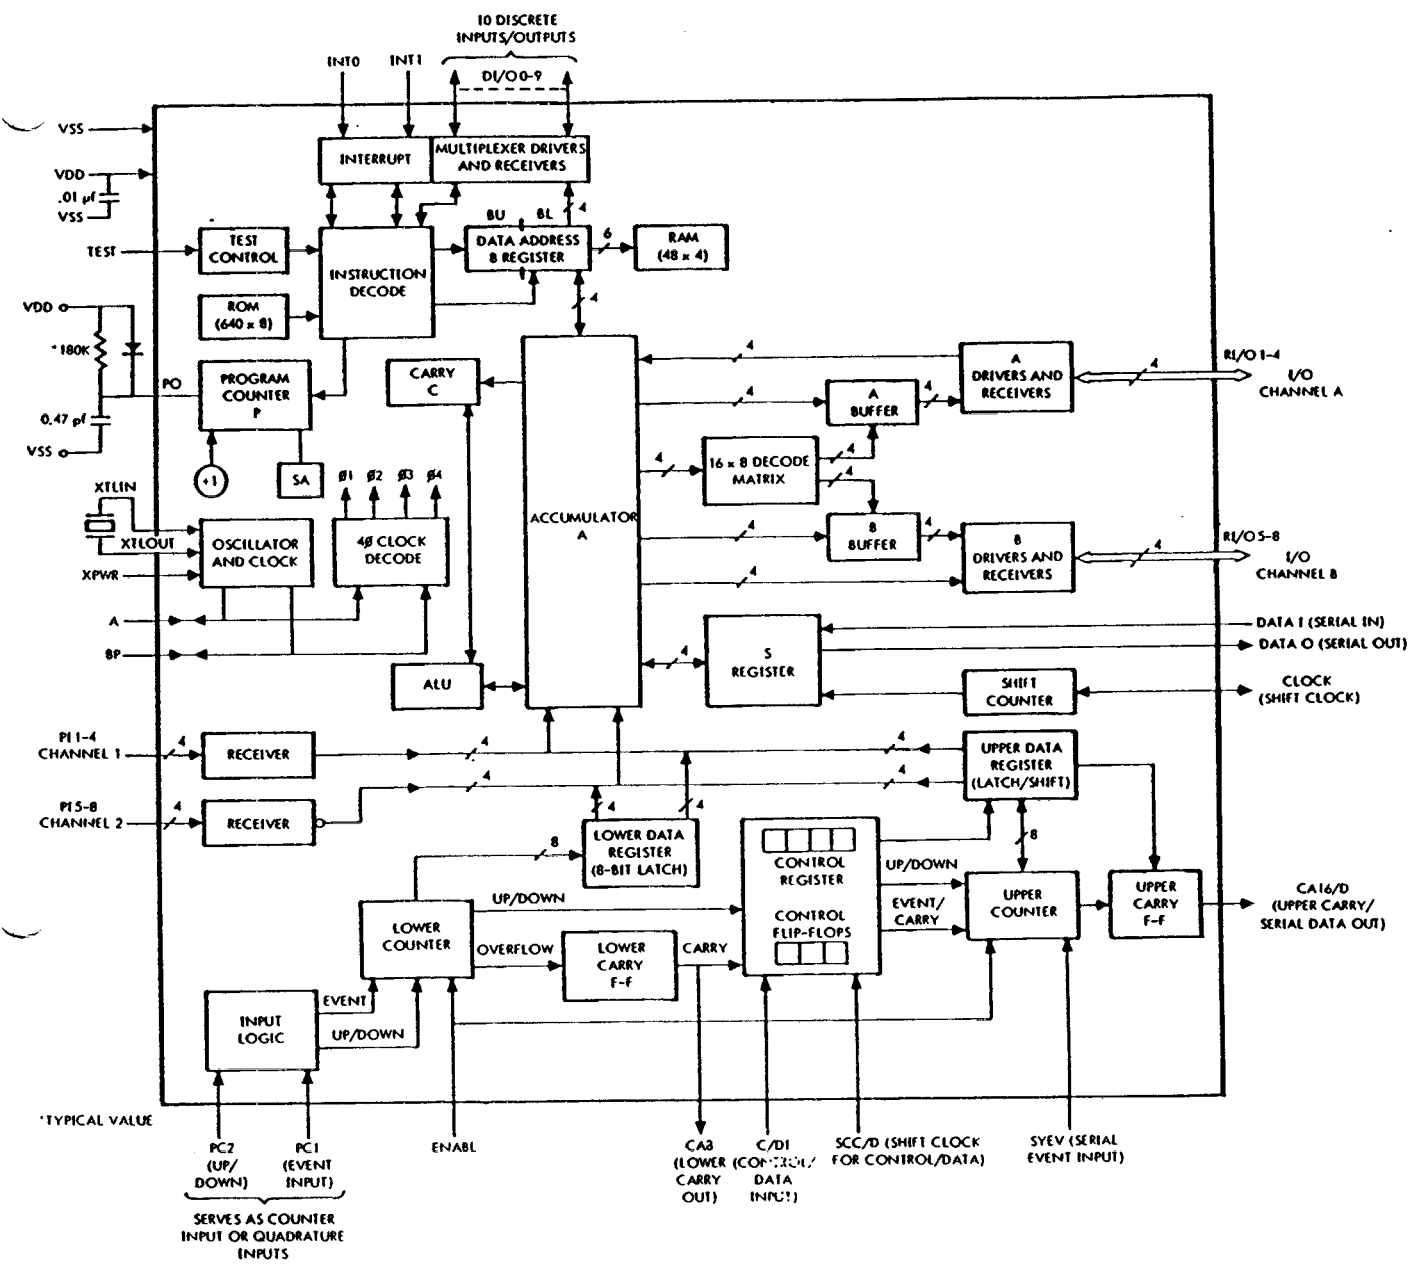 10 DISCRETE
INPUTS/OUTPUTS
INT0
INT1
DI/O 0-9
VSS
INTERRUPT
MULTIPLEXER DRIVERS
AND RECEIVERS
VDD
.01 µf
VSS
BU
BL
4
TEST
TEST
CONTROL
INSTRUCTION
DECODE
DATA ADDRESS
B REGISTER
6
RAM
(48 x 4)
ROM
(640 x 8)
4
VDD
*180K
PO
PROGRAM
COUNTER
P
CARRY
C
0.47 pf
VSS
+1
SA
4
A
DRIVERS AND
RECEIVERS
4
RI/O 1-4
I/O
CHANNEL A
4
A
BUFFER
4
4
16 x 8 DECODE
MATRIX
4
4
XTLIN
XTLOUT
XPWR
OSCILLATOR
AND CLOCK
Ø1
Ø2
Ø3
Ø4
4Ø CLOCK
DECODE
ACCUMULATOR
A
4
B
BUFFER
4
B
DRIVERS AND
RECEIVERS
4
4
RI/O 5-8
I/O
CHANNEL B
A
BP
ALU
4
S
REGISTER
DATA I (SERIAL IN)
DATA O (SERIAL OUT)
SHIFT
COUNTER
CLOCK
(SHIFT CLOCK)
PI 1-4
CHANNEL 1
4
RECEIVER
4
4
UPPER DATA
REGISTER
(LATCH/SHIFT)
PI 5-8
CHANNEL 2
4
RECEIVER
4
4
4
4
8
LOWER DATA
REGISTER
(8-BIT LATCH)
CONTROL
REGISTER
8
UP/DOWN
LOWER
COUNTER
UP/DOWN
CONTROL
FLIP-FLOPS
EVENT/
CARRY
UPPER
COUNTER
UPPER
CARRY
F-F
CA16/D
(UPPER CARRY/
SERIAL DATA OUT)
OVERFLOW
LOWER
CARRY
F-F
CARRY
INPUT
LOGIC
EVENT
UP/DOWN
*TYPICAL VALUE
PC2
(UP/
DOWN)
PC1
(EVENT
INPUT)
ENABL
CA8
(LOWER
CARRY
OUT)
C/D1
(CONTROL/
DATA
INPUT)
SCC/D (SHIFT CLOCK
FOR CONTROL/DATA)
SYEV (SERIAL
EVENT INPUT)
SERVES AS COUNTER
INPUT OR QUADRATURE
INPUTS